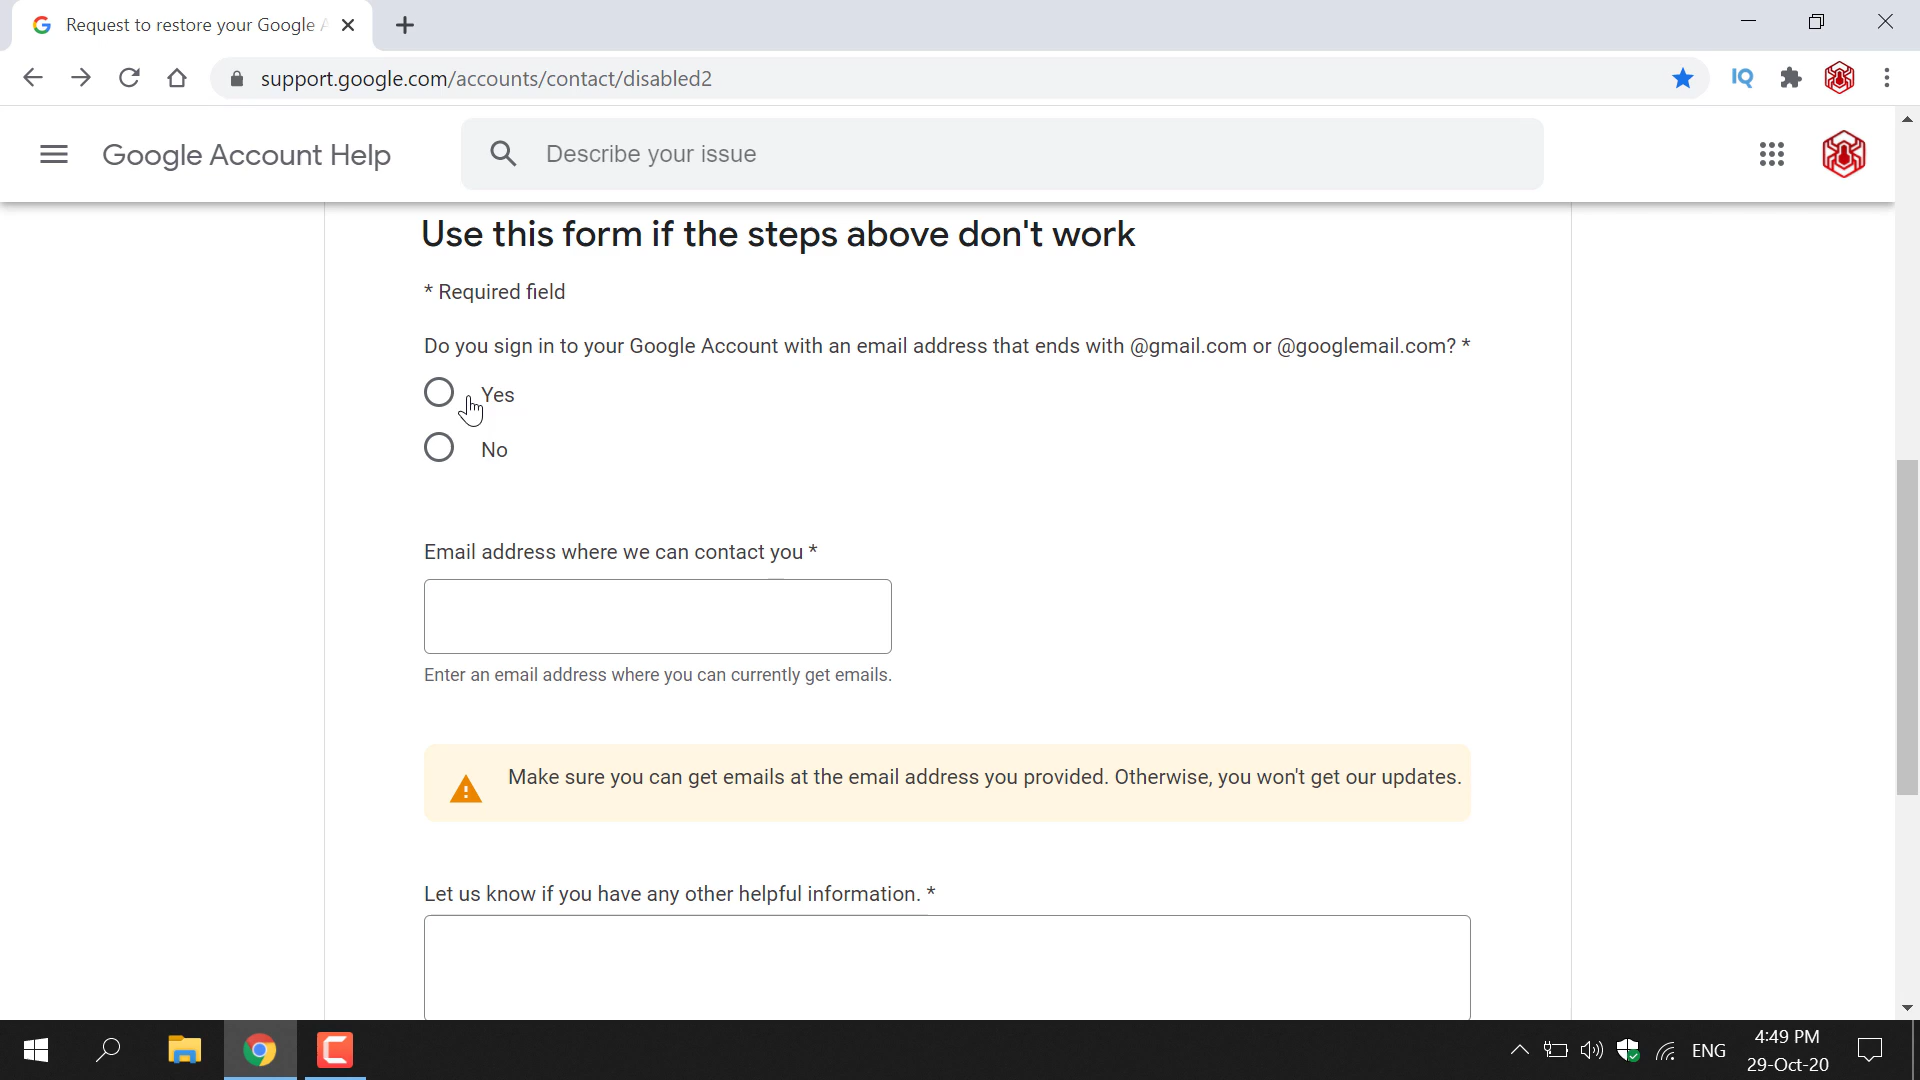 Request to restore your Google A
support.google.com/accounts/contact/disabled2
IQ
Google Account Help
Describe your issue
Use this form if the steps above don't work
* Required field
Do you sign in to your Google Account with an email address that ends with @gmail.com or @googlemail.com? *
Yes
No
Email address where we can contact you *
Enter an email address where you can currently get emails.
Make sure you can get emails at the email address you provided. Otherwise, you won't get our updates.
Let us know if you have any other helpful information. *
ENG
4:49 PM
29-Oct-20